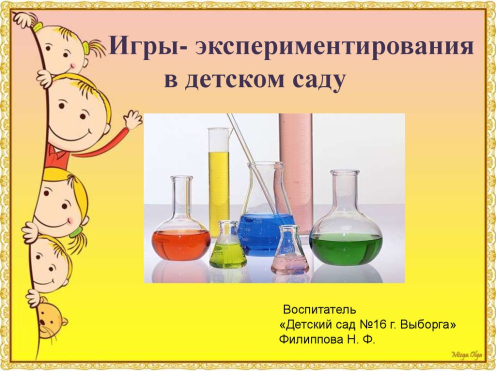 Игры- экспериментирования
в детском саду
Воспитатель
«Детский сад №16 г. Выборга»
Филиппова Н. Ф.